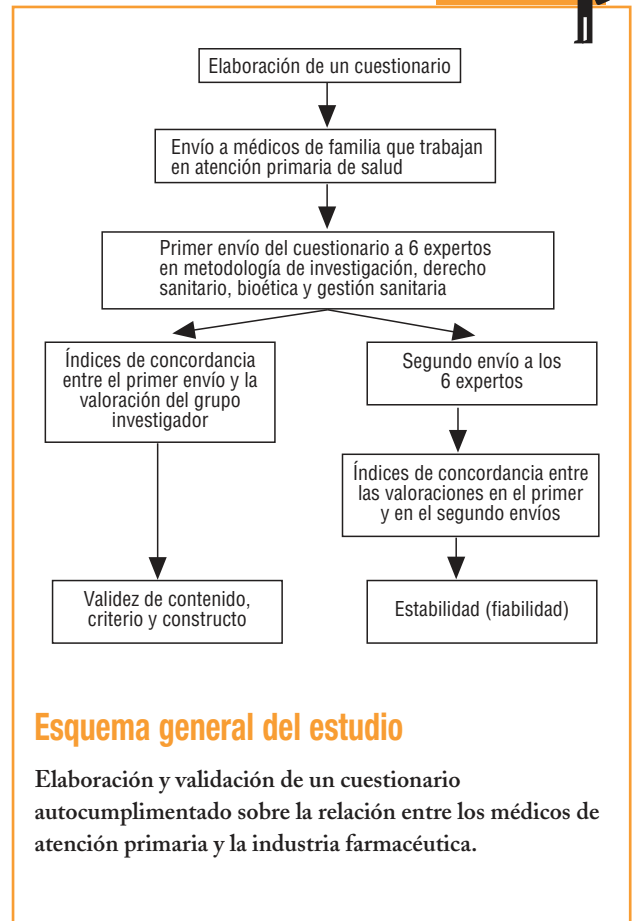 Elaboración de un cuestionario
Envío a médicos de familia que trabajan
en atención primaria de salud
Primer envío del cuestionario a 6 expertos
en metodología de investigación, derecho
sanitario, bioética y gestión sanitaria
Índices de concordancia
entre el primer envío y la
valoración del grupo
investigador
Segundo envío a los
6 expertos
Índices de concordancia entre
las valoraciones en el primer
y en el segundo envíos
Validez de contenido,
criterio y constructo
Estabilidad (fiabilidad)
Esquema general del estudio
Elaboración y validación de un cuestionario
autocumplimentado sobre la relación entre los médicos de
atención primaria y la industria farmacéutica.